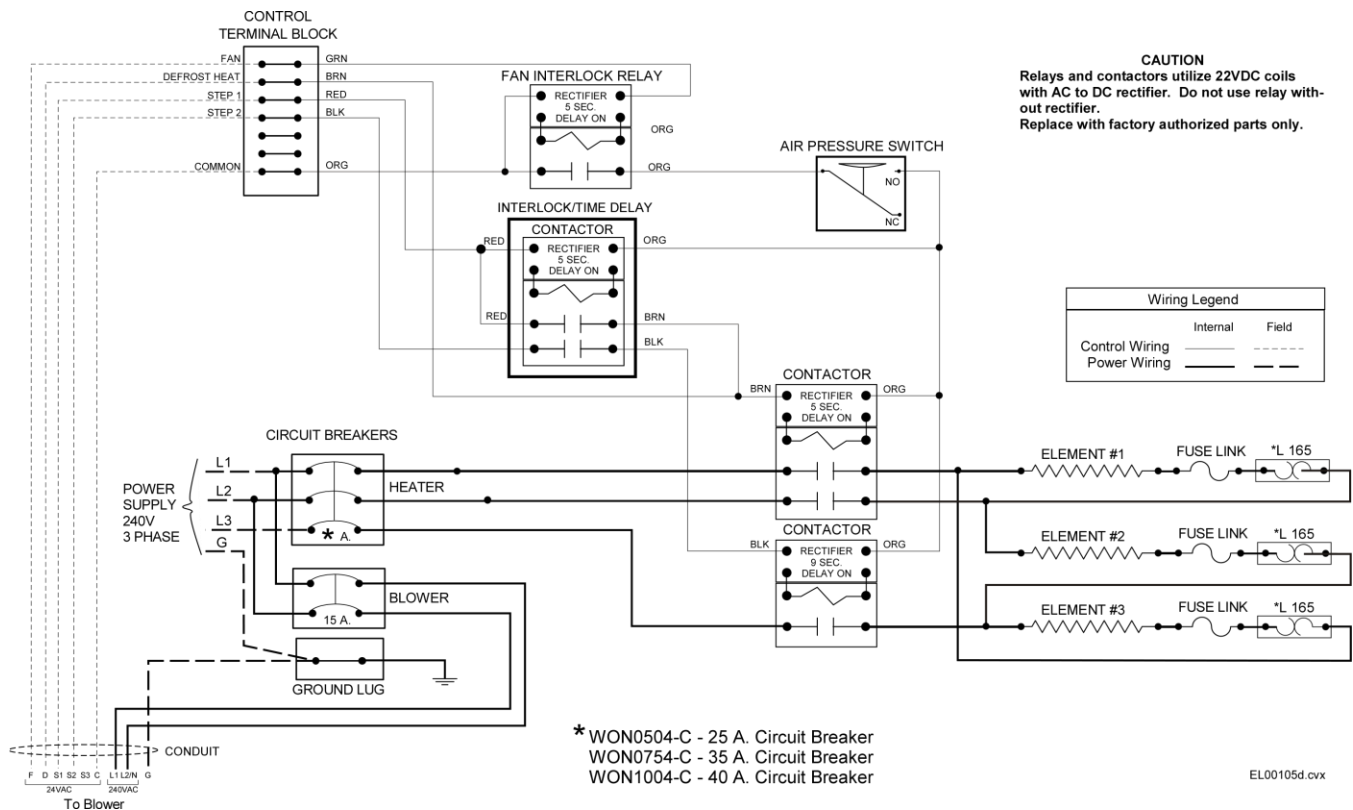 CONTROL
TERMINAL BLOCK
FAN
GRN
DEFROST HEAT
BRN
STEP 1
RED
STEP 2
BLK
COMMON
ORG
FAN INTERLOCK RELAY
RECTIFIER
5 SEC.
DELAY ON
ORG
ORG
CAUTION
Relays and contactors utilize 22VDC coils
with AC to DC rectifier. Do not use relay with-
out rectifier.
Replace with factory authorized parts only.
AIR PRESSURE SWITCH
NO
NC
INTERLOCK/TIME DELAY
CONTACTOR
RED
RECTIFIER
5 SEC.
DELAY ON
ORG
RED
BRN
BLK
Wiring Legend
Internal Field
Control Wiring
Power Wiring
CONTACTOR
BRN
RECTIFIER
5 SEC.
DELAY ON
ORG
CIRCUIT BREAKERS
POWER
SUPPLY
240V
3 PHASE
L1
L2
L3
G
HEATER
* A.
BLOWER
15 A.
GROUND LUG
CONTACTOR
BLK
RECTIFIER
9 SEC.
DELAY ON
ORG
ELEMENT #1 FUSE LINK *L 165
ELEMENT #2 FUSE LINK *L 165
ELEMENT #3 FUSE LINK *L 165
* WON0504-C - 25 A. Circuit Breaker
WON0754-C - 35 A. Circuit Breaker
WON1004-C - 40 A. Circuit Breaker
CONDUIT
F D S1 S2 S3 C L1 L2/N G
24VAC 240VAC
To Blower
EL00105d.cvx